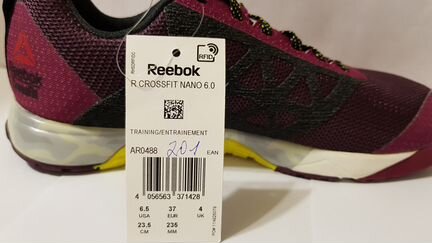 RFID
Reebok
R CROSSFIT NANO 6.0
TRAINING/ENTRAINEMENT
AR0488
201
EAN
4 056563 371428
6.5 37 4
USA EUR UK
23.5 235
CM MM
Reebok